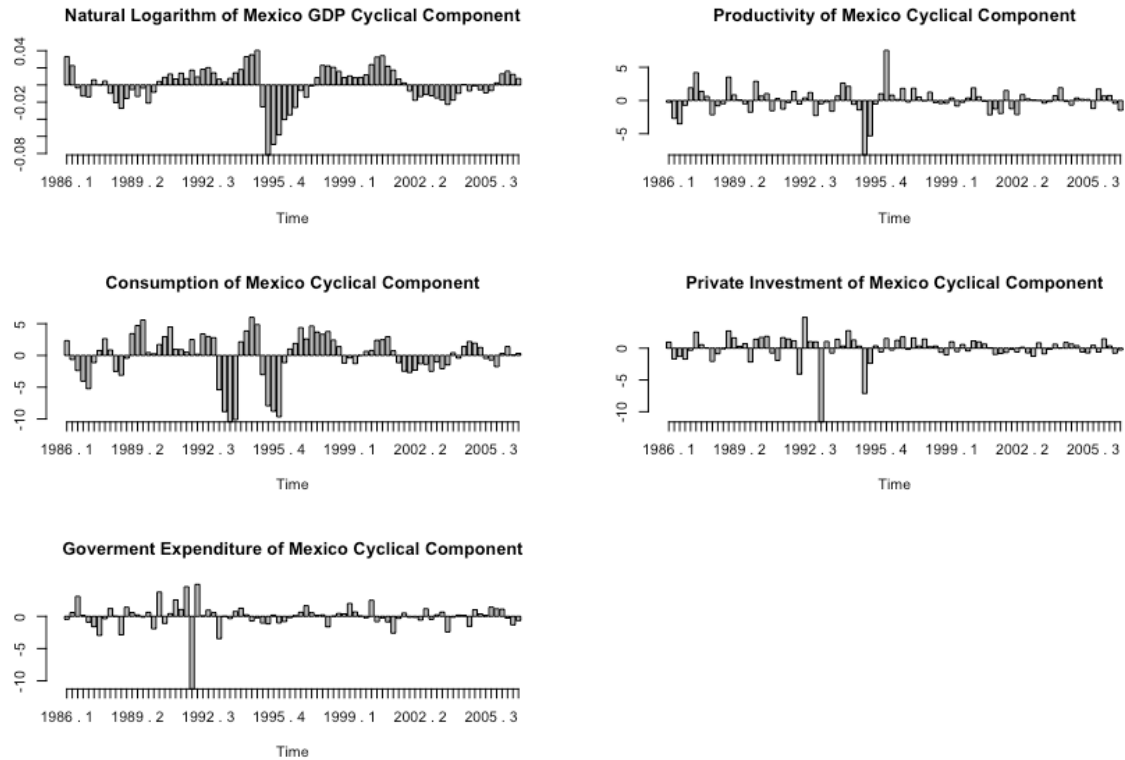 Natural Logarithm of Mexico GDP Cyclical Component
0.04
-0.02
-0.08
1986 . 1 1989 . 2 1992 . 3 1995 . 4 1999 . 1 2002 . 2 2005 . 3
Time
Productivity of Mexico Cyclical Component
5
0
-5
1986 . 1 1989 . 2 1992 . 3 1995 . 4 1999 . 1 2002 . 2 2005 . 3
Time
Consumption of Mexico Cyclical Component
5
0
-5
-10
1986 . 1 1989 . 2 1992 . 3 1995 . 4 1999 . 1 2002 . 2 2005 . 3
Time
Private Investment of Mexico Cyclical Component
5
0
-5
-10
1986 . 1 1989 . 2 1992 . 3 1995 . 4 1999 . 1 2002 . 2 2005 . 3
Time
Goverment Expenditure of Mexico Cyclical Component
0
-5
-10
1986 . 1 1989 . 2 1992 . 3 1995 . 4 1999 . 1 2002 . 2 2005 . 3
Time